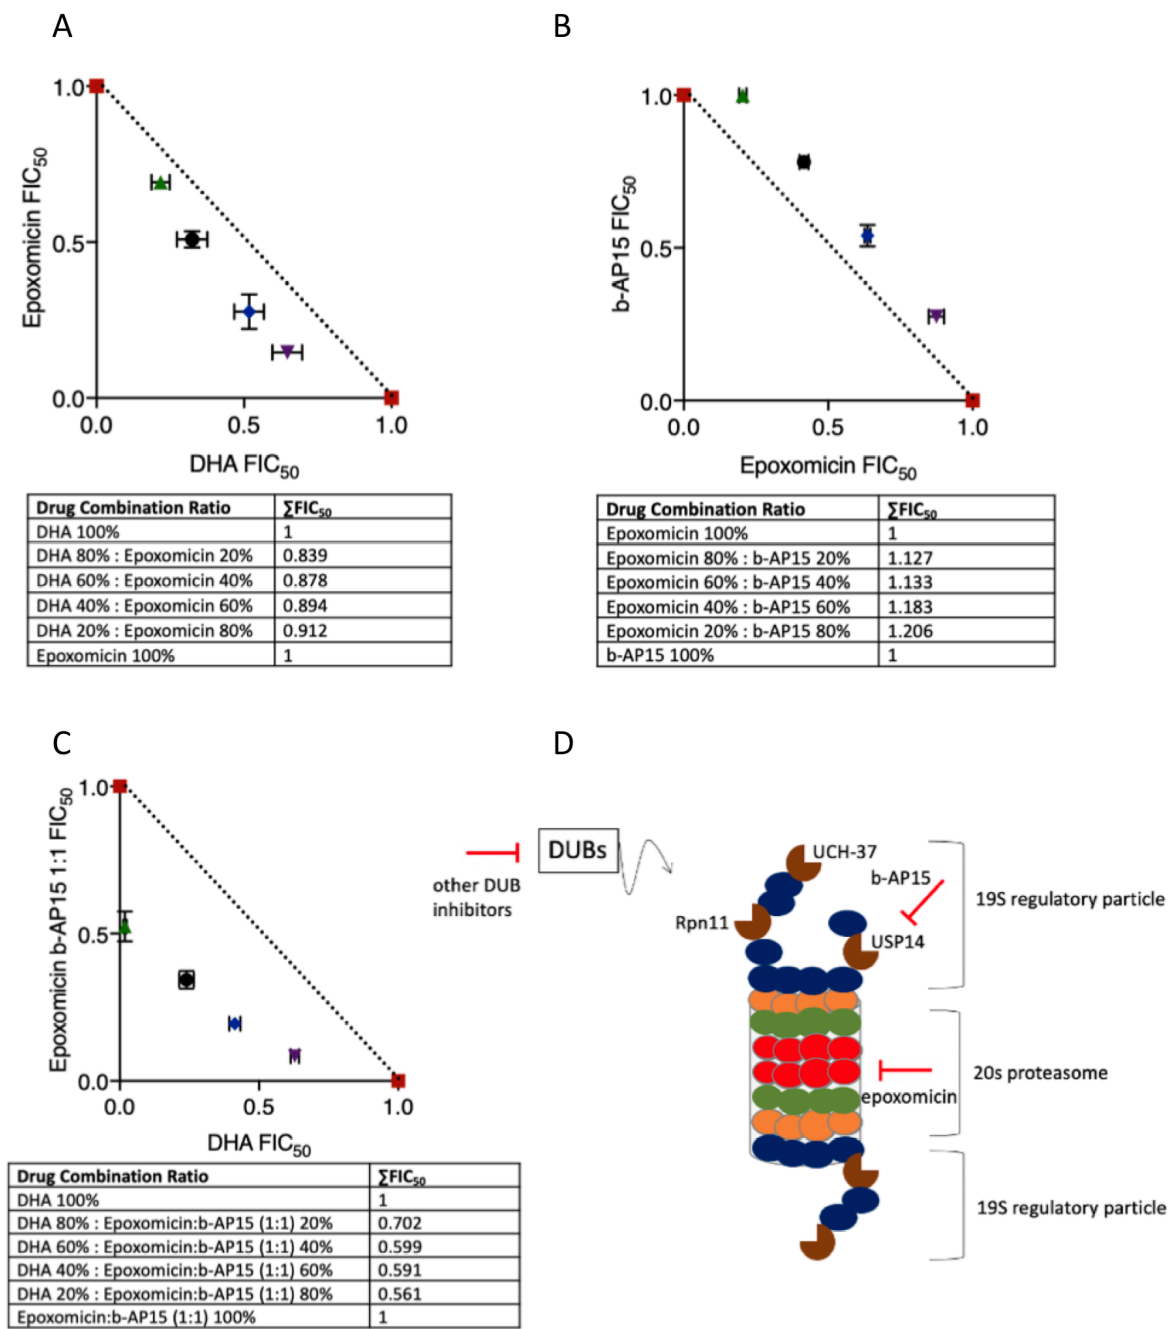 A
1.0
0.5
0.0
0.0 0.5 1.0
Epoxomicin FIC50
DHA FIC50
Drug Combination Ratio ∑FIC50
DHA 100% 1
DHA 80% : Epoxomicin 20% 0.839
DHA 60% : Epoxomicin 40% 0.878
DHA 40% : Epoxomicin 60% 0.894
DHA 20% : Epoxomicin 80% 0.912
Epoxomicin 100% 1
B
1.0
0.5
0.0
0.0 0.5 1.0
b-AP15 FIC50
Epoxomicin FIC50
Drug Combination Ratio ∑FIC50
Epoxomicin 100% 1
Epoxomicin 80% : b-AP15 20% 1.127
Epoxomicin 60% : b-AP15 40% 1.133
Epoxomicin 40% : b-AP15 60% 1.183
Epoxomicin 20% : b-AP15 80% 1.206
b-AP15 100% 1
C
1.0
0.5
0.0
0.0 0.5 1.0
Epoxomicin b-AP15 1:1 FIC50
DHA FIC50
Drug Combination Ratio ∑FIC50
DHA 100% 1
DHA 80% : Epoxomicin:b-AP15 (1:1) 20% 0.702
DHA 60% : Epoxomicin:b-AP15 (1:1) 40% 0.599
DHA 40% : Epoxomicin:b-AP15 (1:1) 60% 0.591
DHA 20% : Epoxomicin:b-AP15 (1:1) 80% 0.561
Epoxomicin:b-AP15 (1:1) 100% 1
D
other DUB
inhibitors
DUBs
UCH-37
b-AP15
Rpn11
USP14
19S regulatory particle
20s proteasome
epoxomicin
19S regulatory particle